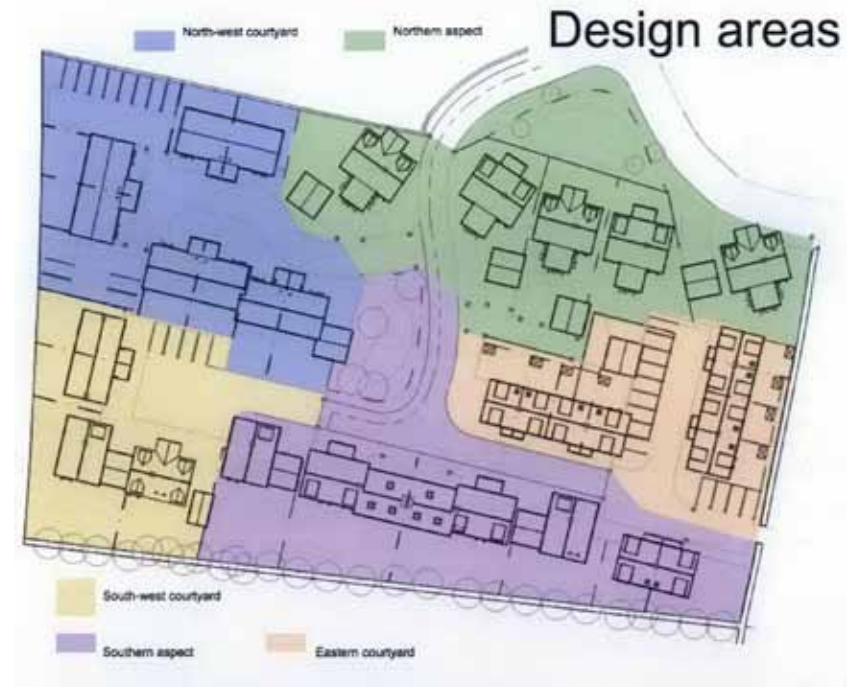 Design areas
North-west courtyard
Northern aspect
South-west courtyard
Southern aspect
Eastern courtyard